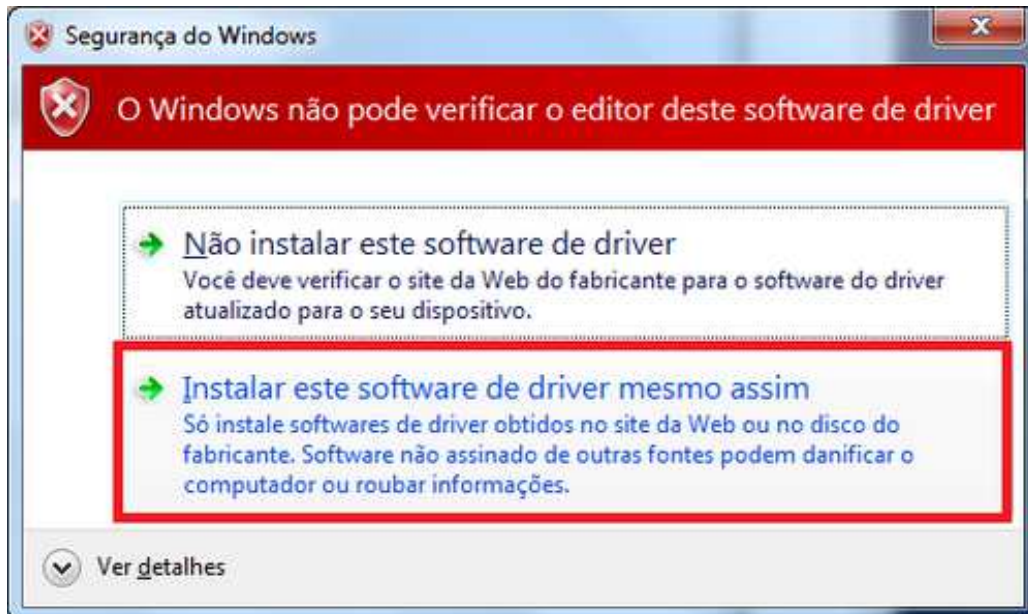 Segurança do Windows
O Windows não pode verificar o editor deste software de driver
Não instalar este software de driver
Você deve verificar o site da Web do fabricante para o software do driver
atualizado para o seu dispositivo.
Instalar este software de driver mesmo assim
Só instale softwares de driver obtidos no site da Web ou no disco do
fabricante. Software não assinado de outras fontes podem danificar o
computador ou roubar informações.
Ver detalhes